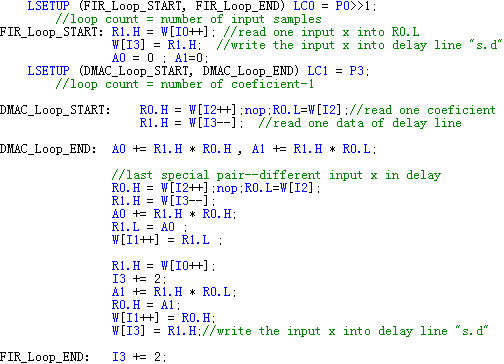 LSETUP (FIR_Loop_START, FIR_Loop_END) LC0 = P0>>1;
//loop count = number of input samples
FIR_Loop_START: R1.H = W[I0++]; //read one input x into R0.L
W[I3] = R1.H; //write the input x into delay line "s.d"
A0 = 0 ; A1=0;
LSETUP (DMAC_Loop_START, DMAC_Loop_END) LC1 = P3;
//loop count = number of coeficient-1
DMAC_Loop_START: R0.H = W[I2++];nop;R0.L=W[I2];//read one coeficient
R1.H = W[I3--]; //read one data of delay line
DMAC_Loop_END: A0 += R1.H * R0.H , A1 += R1.H * R0.L;
//last special pair--different input x in delay
R0.H = W[I2++];nop;R0.L=W[I2];
R1.H = W[I3--];
A0 += R1.H * R0.H;
R1.L = A0 ;
W[I1++] = R1.L ;
R1.H = W[I0++];
I3 += 2;
A1 += R1.H * R0.L;
R0.H = A1;
W[I1++] = R0.H;
W[I3] = R1.H;//write the input x into delay line "s.d"
FIR_Loop_END: I3 += 2;